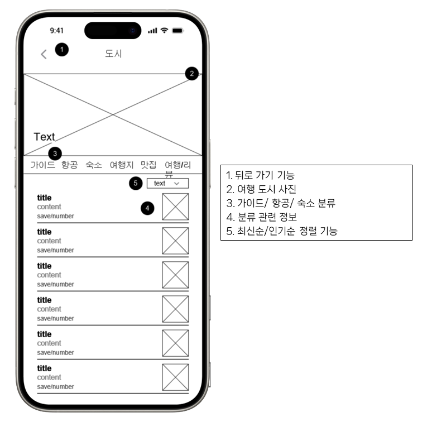 9:41
1
도시
2
Text
3
가이드 항공 숙소 여행지 맛집 여행/리
뷰
5
text
title
content
save/number
4
title
content
save/number
title
content
save/number
title
content
save/number
title
content
save/number
title
content
save/number
1. 뒤로 가기 기능
2. 여행 도시 사진
3. 가이드/ 항공/ 숙소 분류
4. 분류 관련 정보
5. 최신순/인기순 정렬 기능